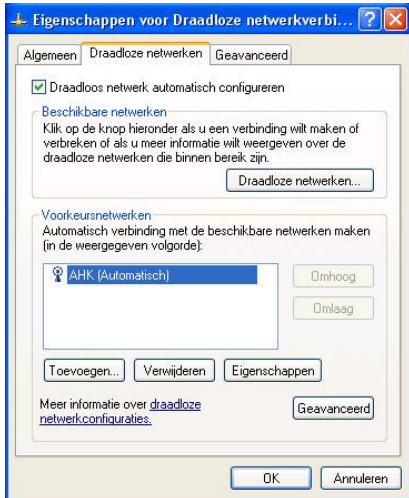 Eigenschappen voor Draadloze netwerkverbi...
Algemeen Draadloze netwerken Geavanceerd
Draadloos netwerk automatisch configureren
Beschikbare netwerken
Klik op de knop hieronder als u een verbinding wilt maken of
verbreken of als u meer informatie wilt weergeven over de
draadloze netwerken die binnen bereik zijn.
Draadloze netwerken...
Voorkeursnetwerken
Automatisch verbinding met de beschikbare netwerken maken
(in de weergegeven volgorde):
AHK (Automatisch)
Omhoog
Omlaag
Toevoegen... Verwijderen Eigenschappen
Meer informatie over draadloze
netwerkconfiguraties.
Geavanceerd
OK Annuleren